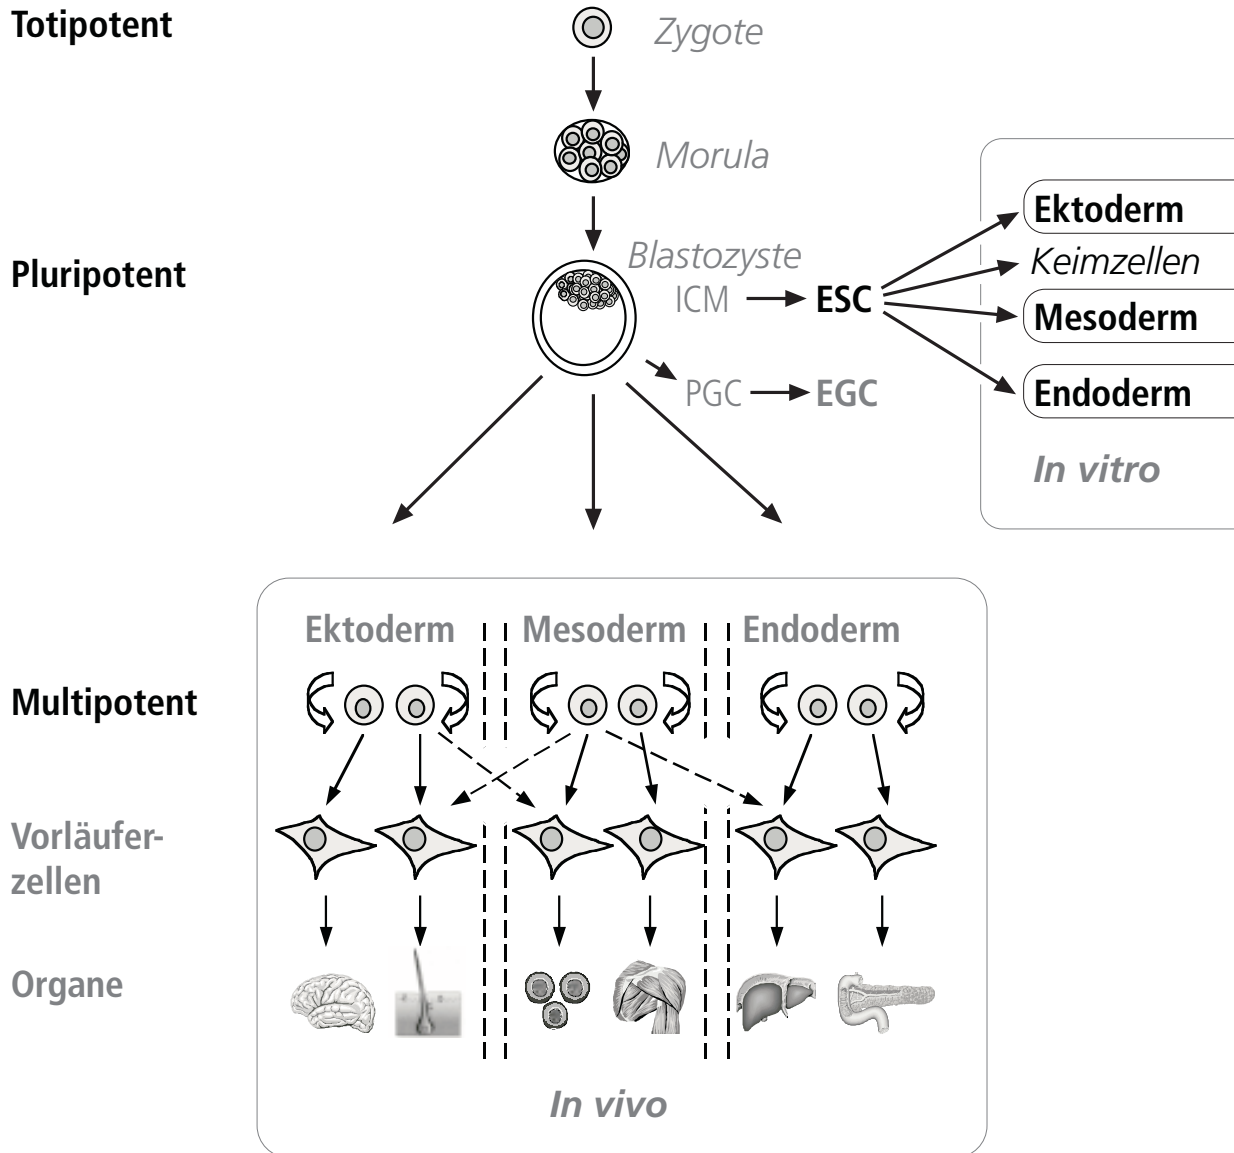 Totipotent
Zygote
Morula
Pluripotent
Blastozyste
ICM
ESC
PGC
EGC
Ektoderm
Keimzellen
Mesoderm
Endoderm
In vitro
Ektoderm
Mesoderm
Endoderm
Multipotent
Vorläufer-
zellen
Organe
In vivo